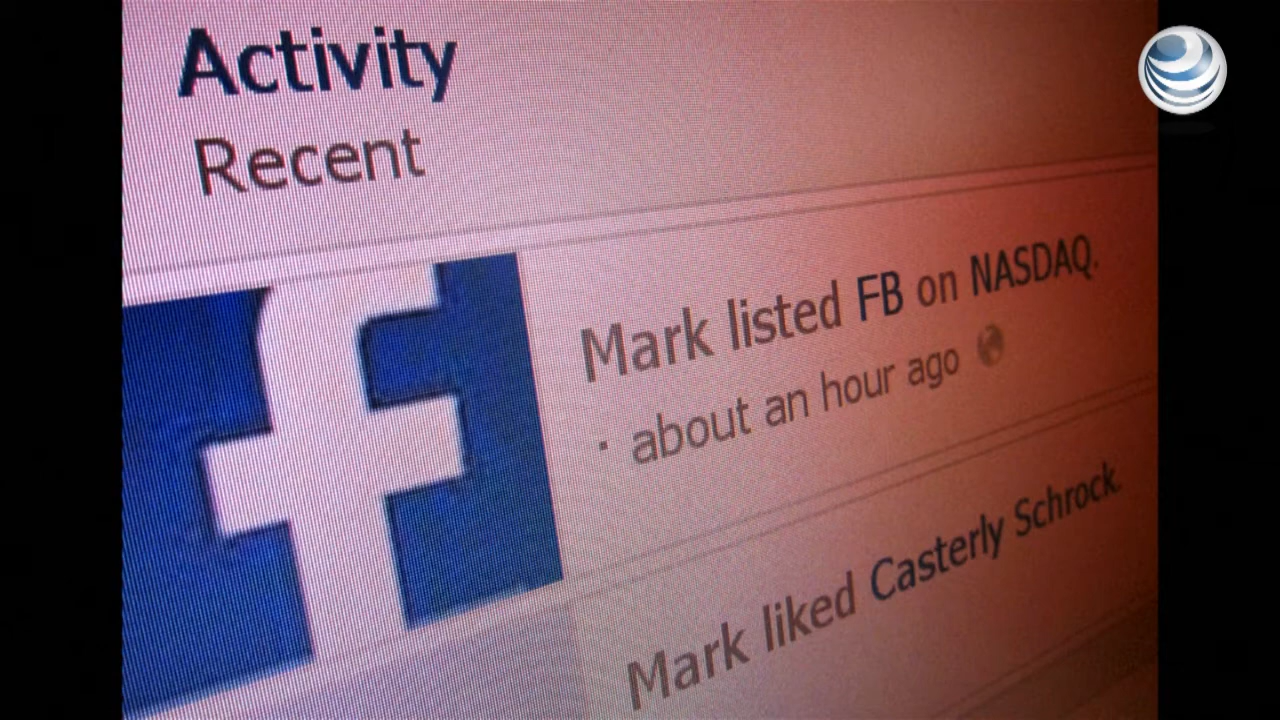 Activity
Recent
Mark listed FB on NASDAQ.
· about an hour ago
Mark liked Casterly Schrock.